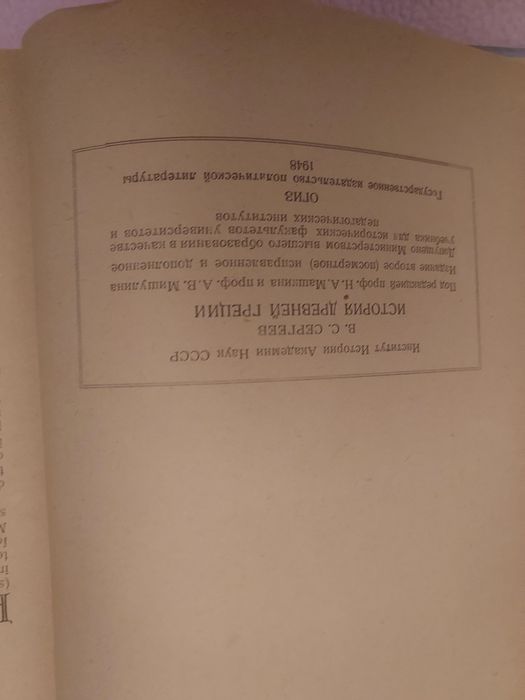 Институт Истории Академии Наук СССР
В. С. СЕРГЕЕВ
ИСТОРИЯ ДРЕВНЕЙ ГРЕЦИИ
Под редакцией проф. Н. А. Машкина и проф. А. В. Мишулина
Издание второе (посмертное) исправленное и дополненное
Допущено Министерством высшего образования в качестве
учебника для исторических факультетов университетов и
педагогических институтов
ОГИЗ
Государственное издательство политической литературы
1948